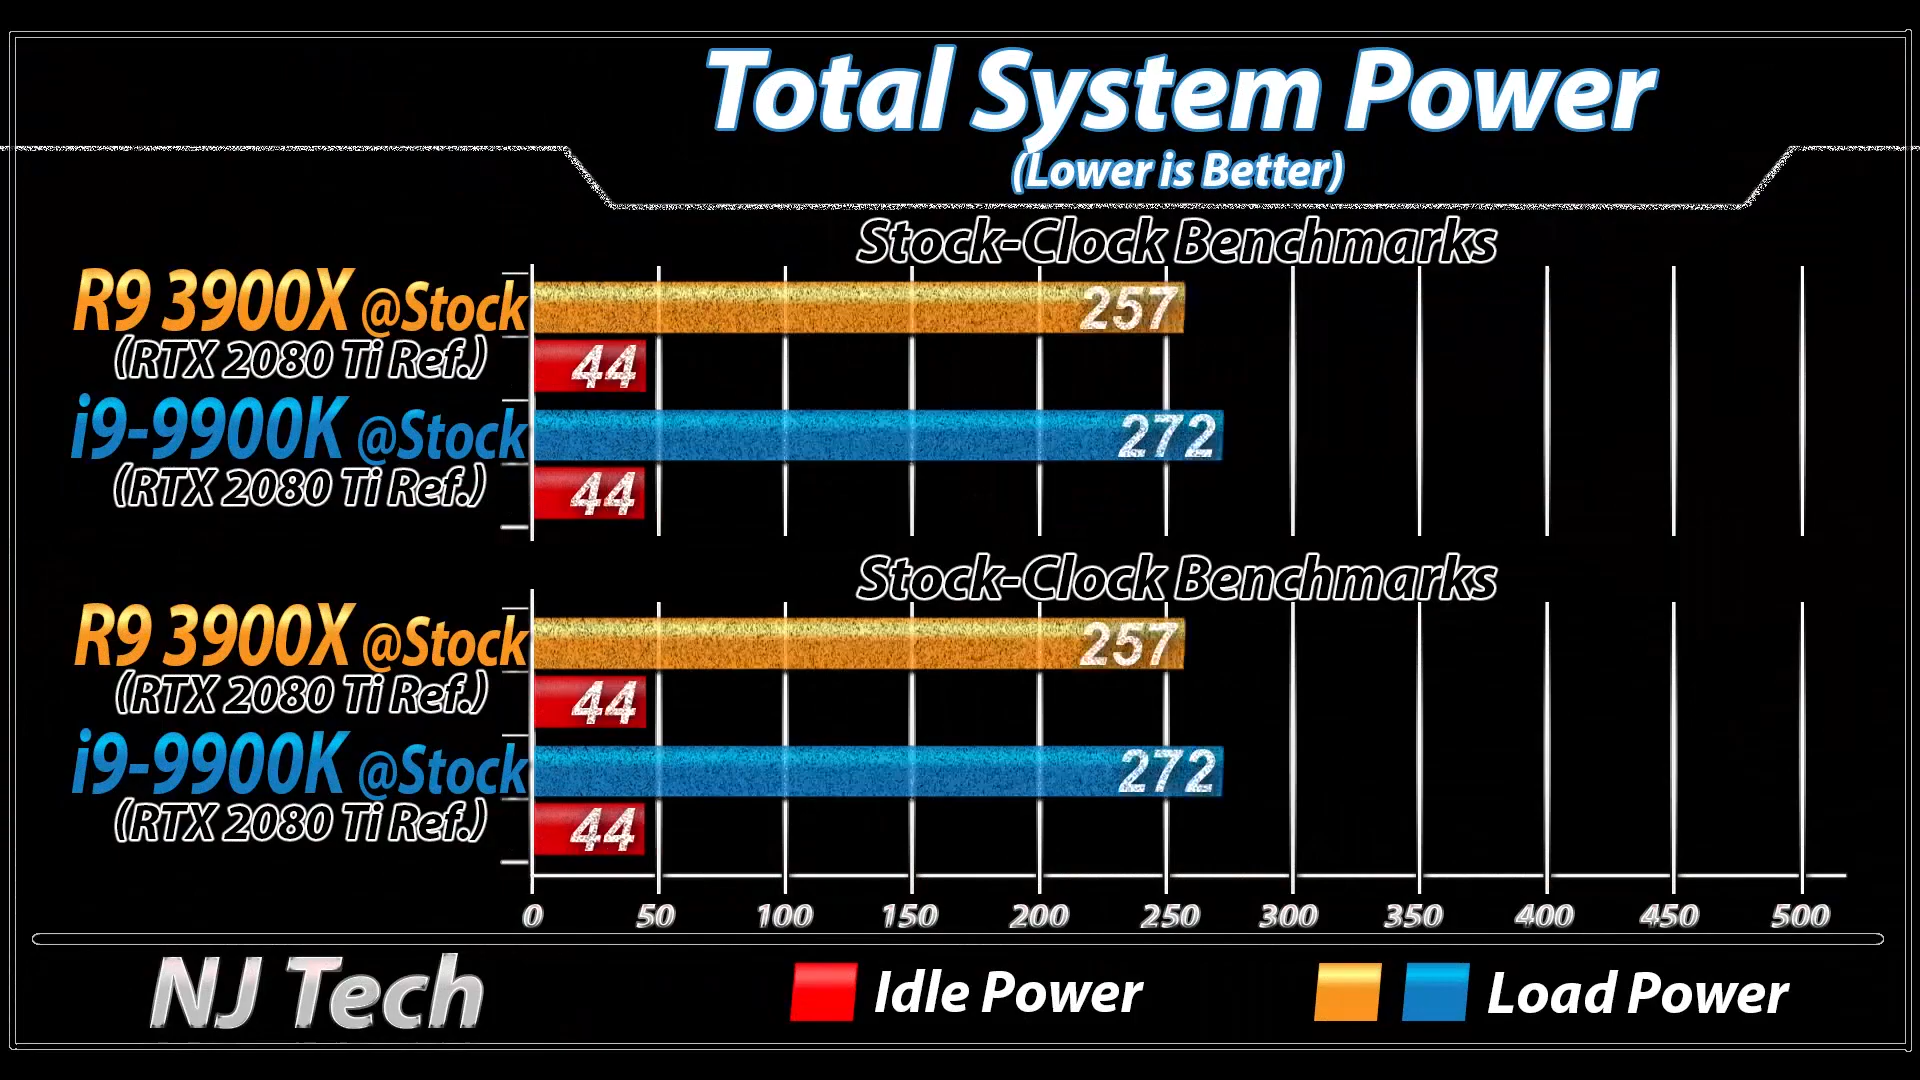 Total System Power
(Lower is Better)
Stock-Clock Benchmarks
R9 3900X @Stock
257
(RTX 2080 Ti Ref.)
44
i9-9900K @Stock
272
(RTX 2080 Ti Ref.)
44
Stock-Clock Benchmarks
R9 3900X @Stock
257
(RTX 2080 Ti Ref.)
44
i9-9900K @Stock
272
(RTX 2080 Ti Ref.)
44
0 50 100 150 200 250 300 350 400 450 500
NJ Tech
Idle Power
Load Power